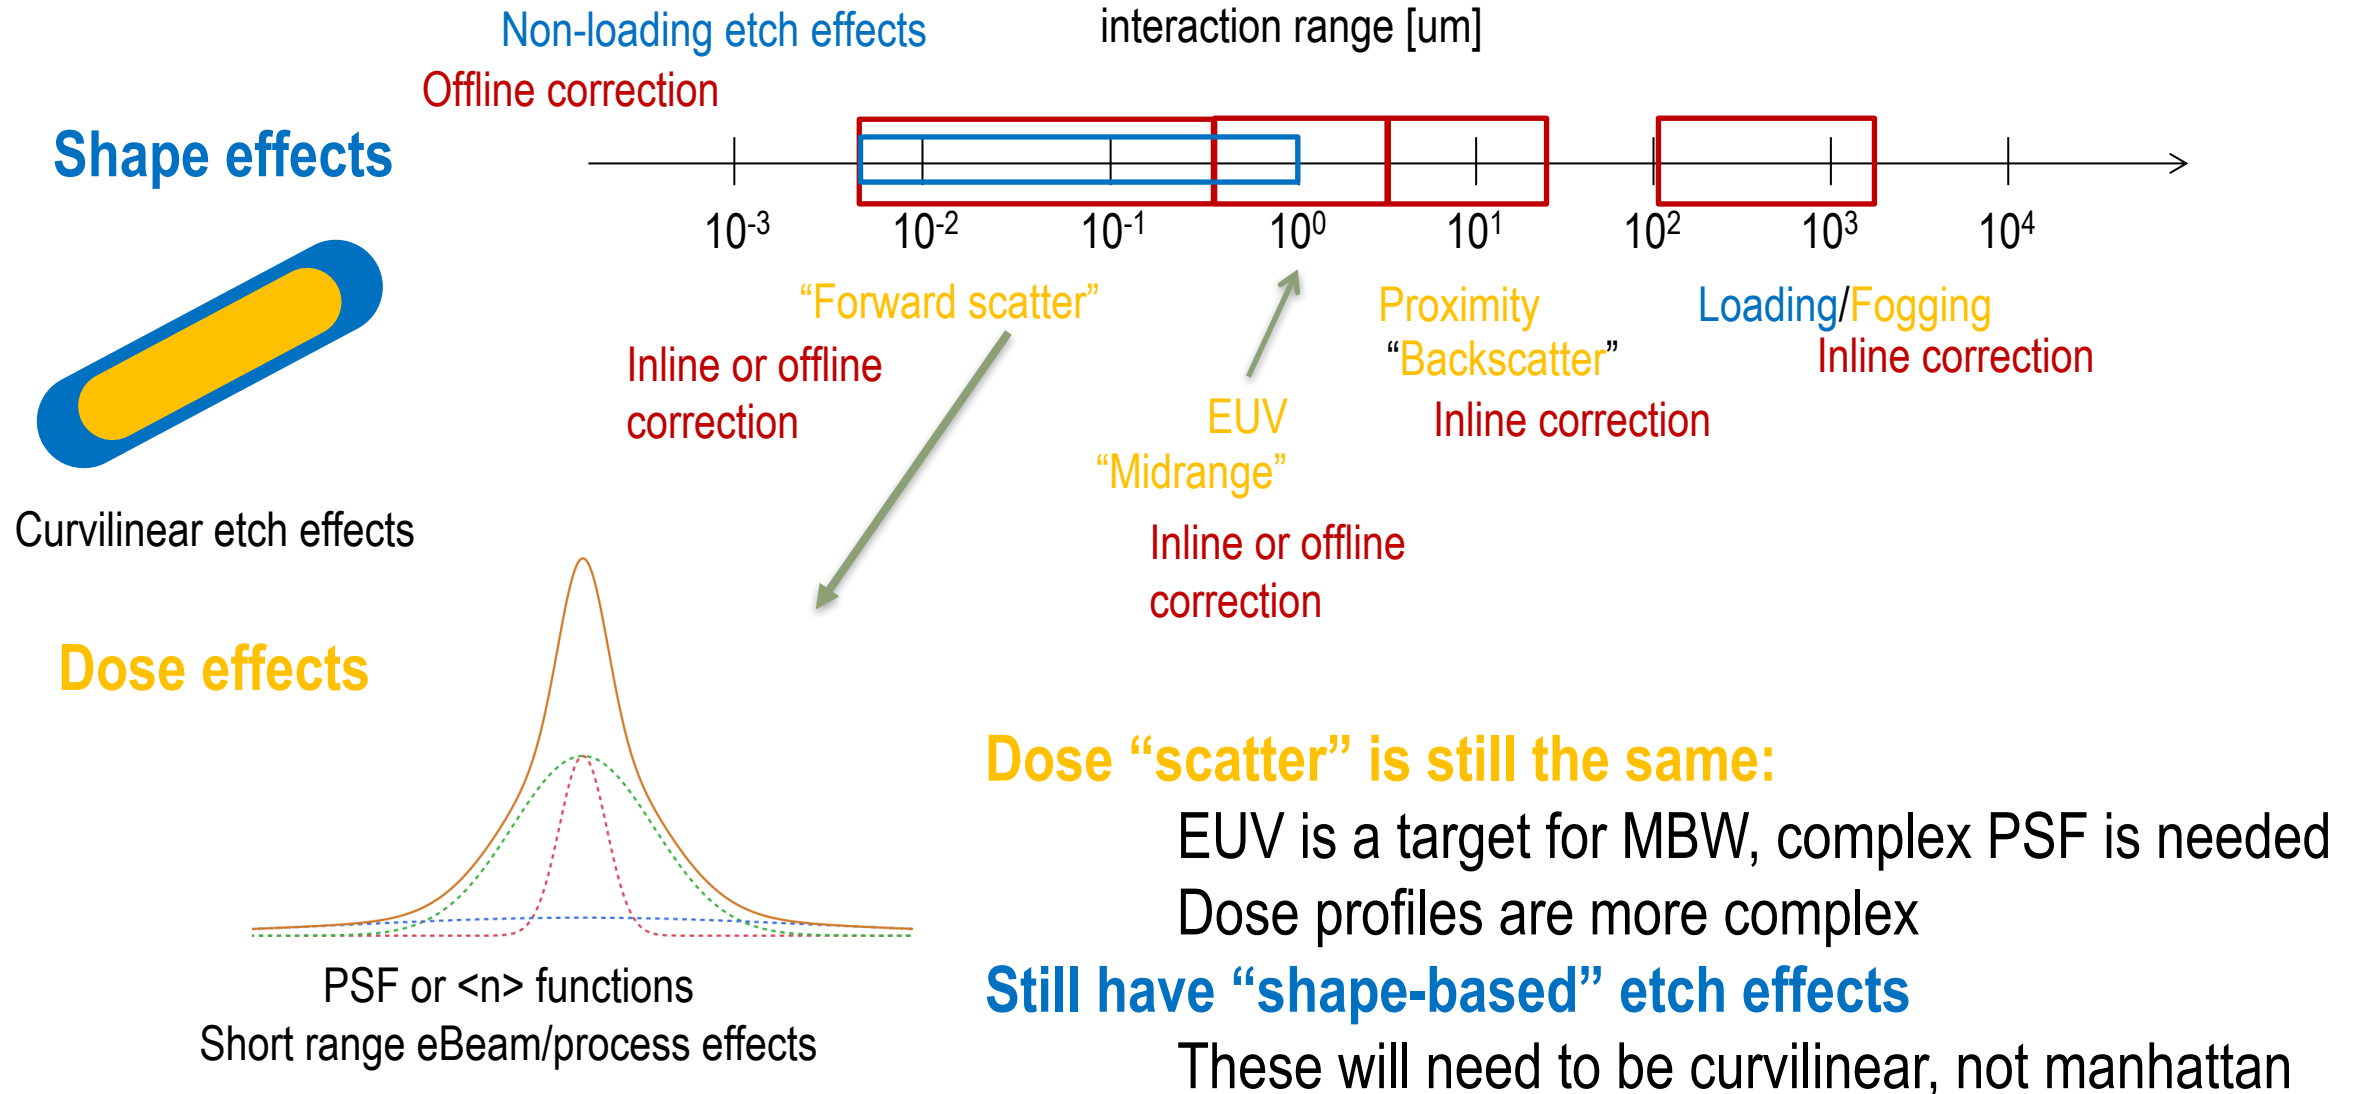 Non-loading etch effects
interaction range [um]
Offline correction
Shape effects
10-3 10-2 10-1 100 101 102 103 104
“Forward scatter”
Inline or offline
correction
EUV
“Midrange”
Inline or offline
correction
Proximity
“Backscatter”
Inline correction
Loading/Fogging
Inline correction
Curvilinear etch effects
Dose effects
PSF or <n> functions
Short range eBeam/process effects
Dose “scatter” is still the same:
EUV is a target for MBW, complex PSF is needed
Dose profiles are more complex
Still have “shape-based” etch effects
These will need to be curvilinear, not manhattan